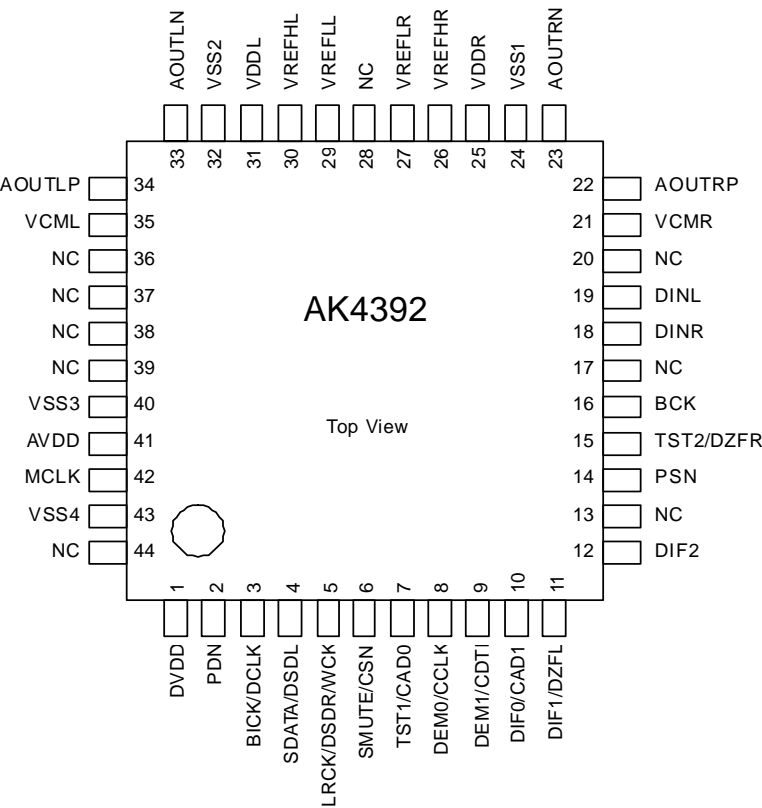 AOUTLN
VSS2
VDDL
VREFHL
VREFLL
NC
VREFLR
VREFHR
VDDR
VSS1
AOUTRN
33
32
31
30
29
28
27
26
25
24
23
AOUTLP 34
VCML 35
NC 36
NC 37
NC 38
NC 39
VSS3 40
AVDD 41
MCLK 42
VSS4 43
NC 44
AK4392
Top View
22 AOUTRP
21 VCMR
20 NC
19 DINL
18 DINR
17 NC
16 BCK
15 TST2/DZFR
14 PSN
13 NC
12 DIF2
1
2
3
4
5
6
7
8
9
10
11
DVDD
PDN
BICK/DCLK
SDATA/DSDL
LRCK/DSDR/WCK
SMUTE/CSN
TST1/CAD0
DEM0/CCLK
DEM1/CDTI
DIF0/CAD1
DIF1/DZFL